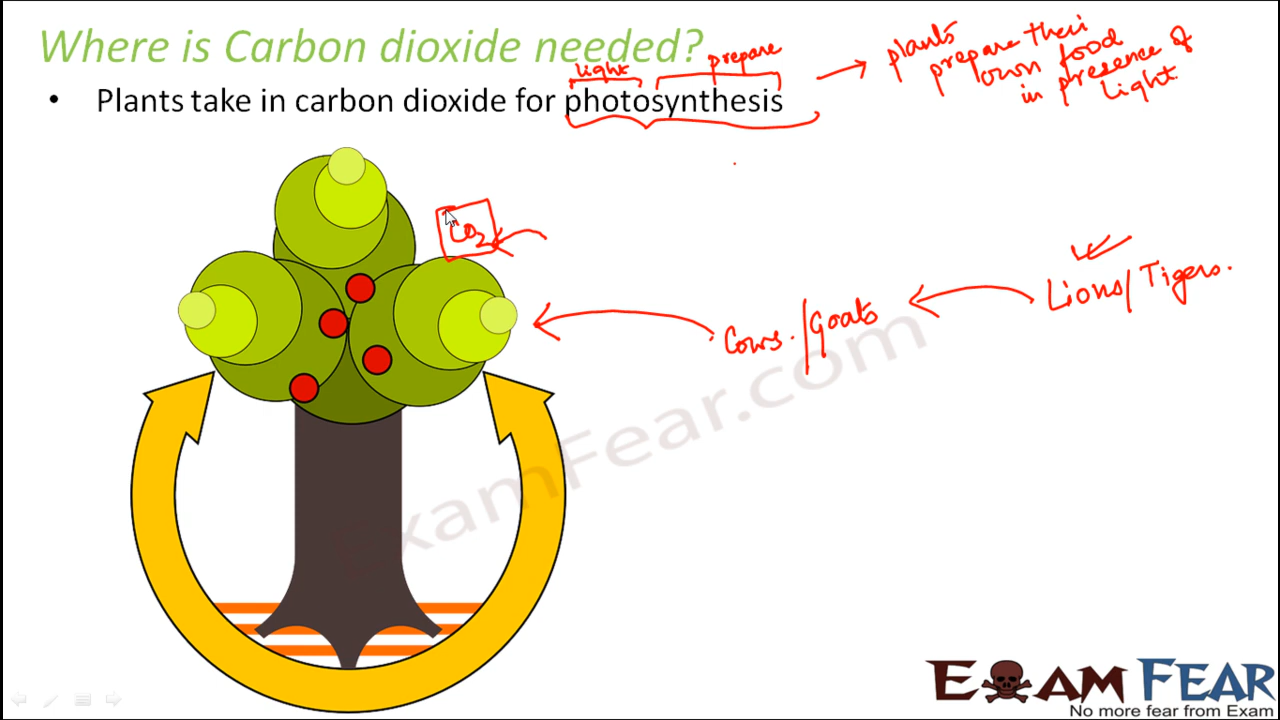 Where is Carbon dioxide needed?
light
prepare
• Plants take in carbon dioxide for photosynthesis
plants
prepare their
own food
in presence of
light
CO2
Cows. / Goats
Lions / Tigers.
ExamFear.com
EXAM FEAR
No more fear from Exam